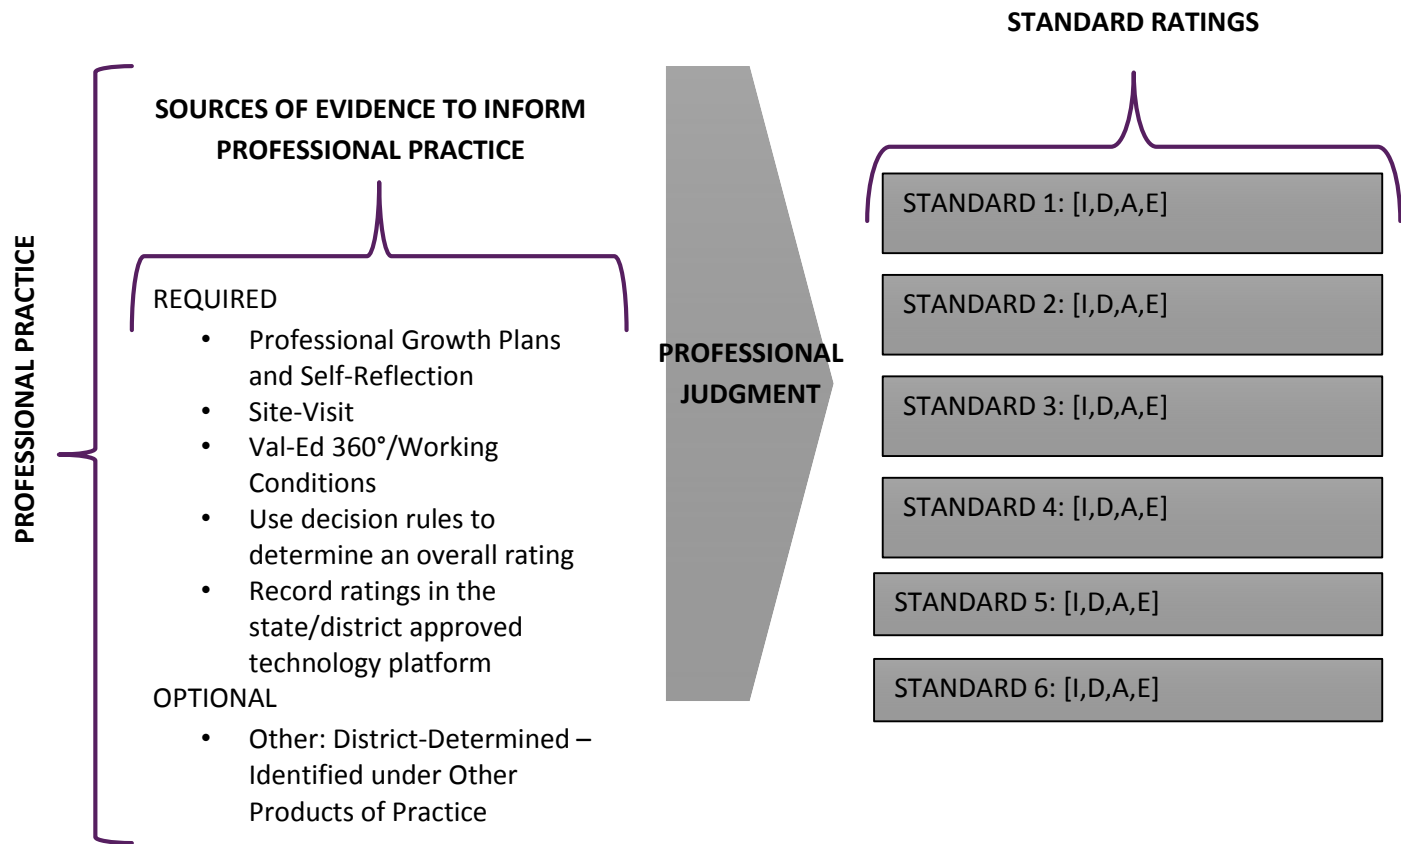 PROFESSIONAL PRACTICE
SOURCES OF EVIDENCE TO INFORM
PROFESSIONAL PRACTICE
REQUIRED
• Professional Growth Plans
and Self-Reflection
• Site-Visit
• Val-Ed 360°/Working
Conditions
• Use decision rules to
determine an overall rating
• Record ratings in the
state/district approved
technology platform
OPTIONAL
• Other: District-Determined –
Identified under Other
Products of Practice
PROFESSIONAL
JUDGMENT
STANDARD RATINGS
STANDARD 1: [I,D,A,E]
STANDARD 2: [I,D,A,E]
STANDARD 3: [I,D,A,E]
STANDARD 4: [I,D,A,E]
STANDARD 5: [I,D,A,E]
STANDARD 6: [I,D,A,E]